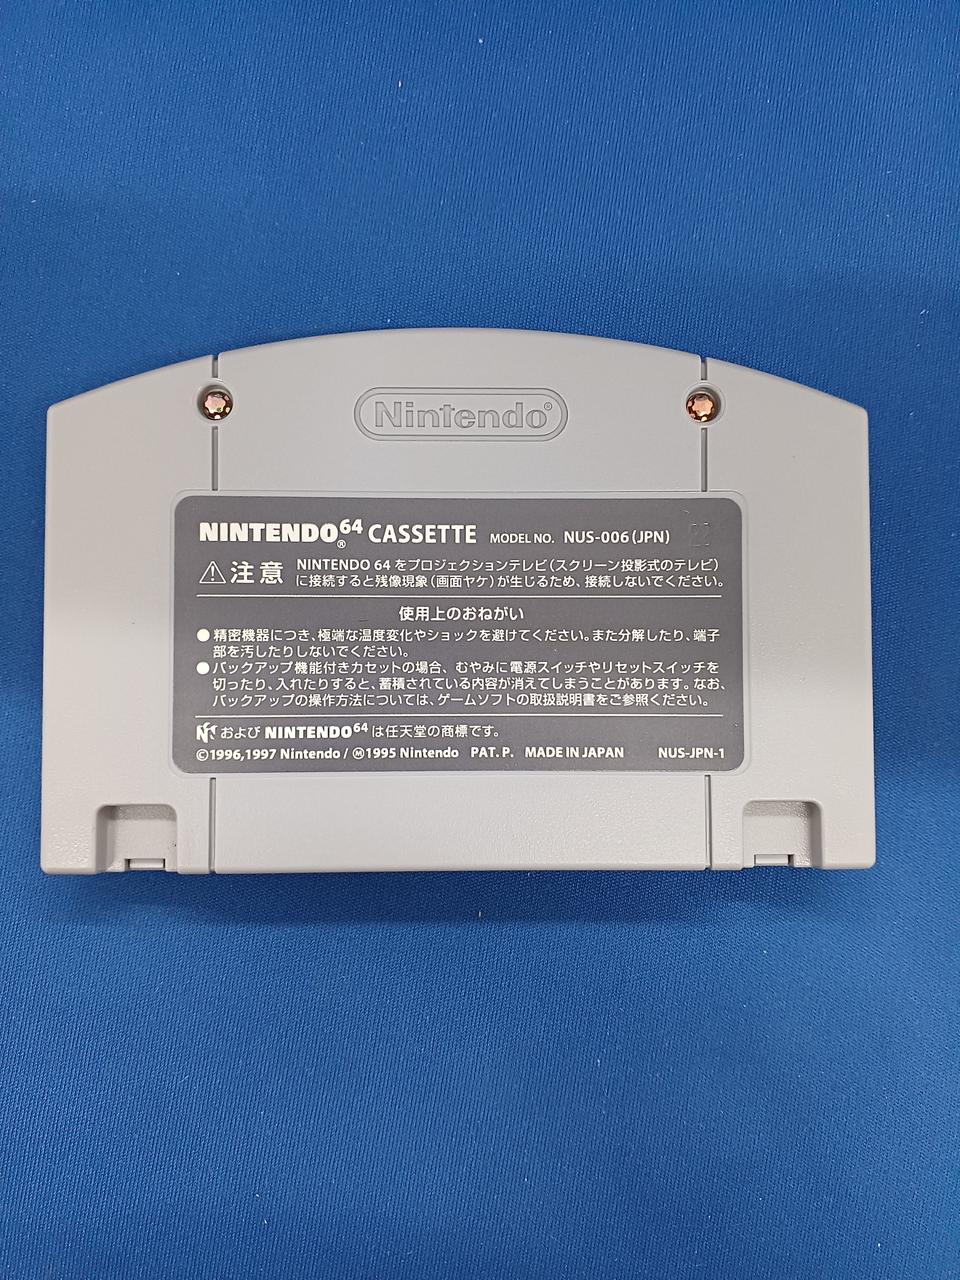 Nintendo®
NINTENDO64® CASSETTE MODEL NO. NUS-006(JPN)
⚠注意 NINTENDO 64 をプロジェクションテレビ(スクリーン投影式のテレビ)
に接続すると残像現象(画面ヤケ)が生じるため、接続しないでください。
使用上のおねがい
●精密機器につき、極端な温度変化やショックを避けてください。また分解したり、端子
部を汚したりしないでください。
●バックアップ機能付きカセットの場合、むやみに電源スイッチやリセットスイッチを
切ったり、入れたりすると、蓄積されている内容が消えてしまうことがあります。なお、
バックアップの操作方法については、ゲームソフトの取扱説明書をご参照ください。
および NINTENDO64 は任天堂の商標です。
©1996,1997 Nintendo/Ⓜ1995 Nintendo PAT. P. MADE IN JAPAN NUS-JPN-1